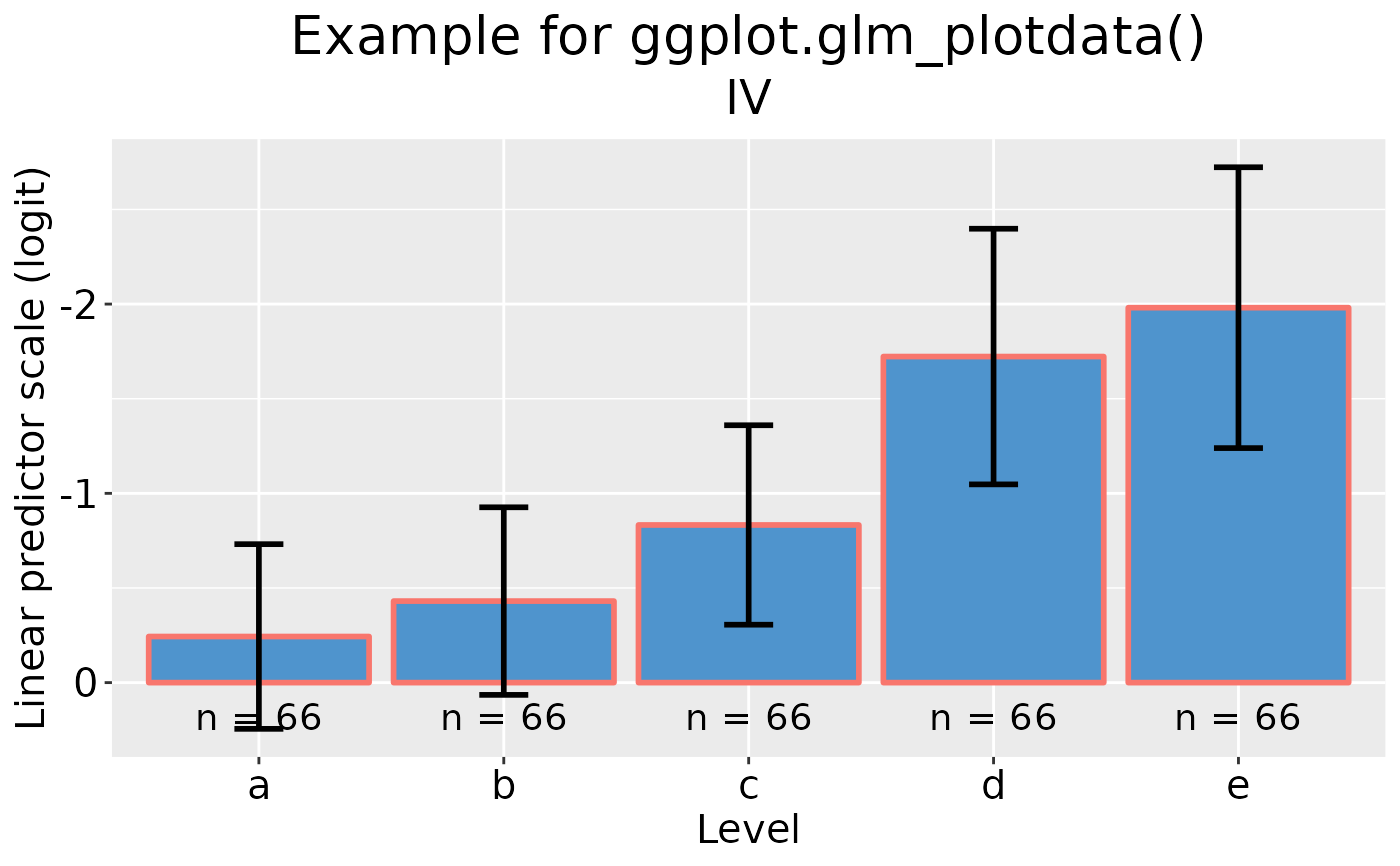 Example for ggplot.glm_plotdata()
IV
Linear predictor scale (logit)
-2
-1
0
n = 66 n = 66 n = 66 n = 66 n = 66
a b c d e
Level